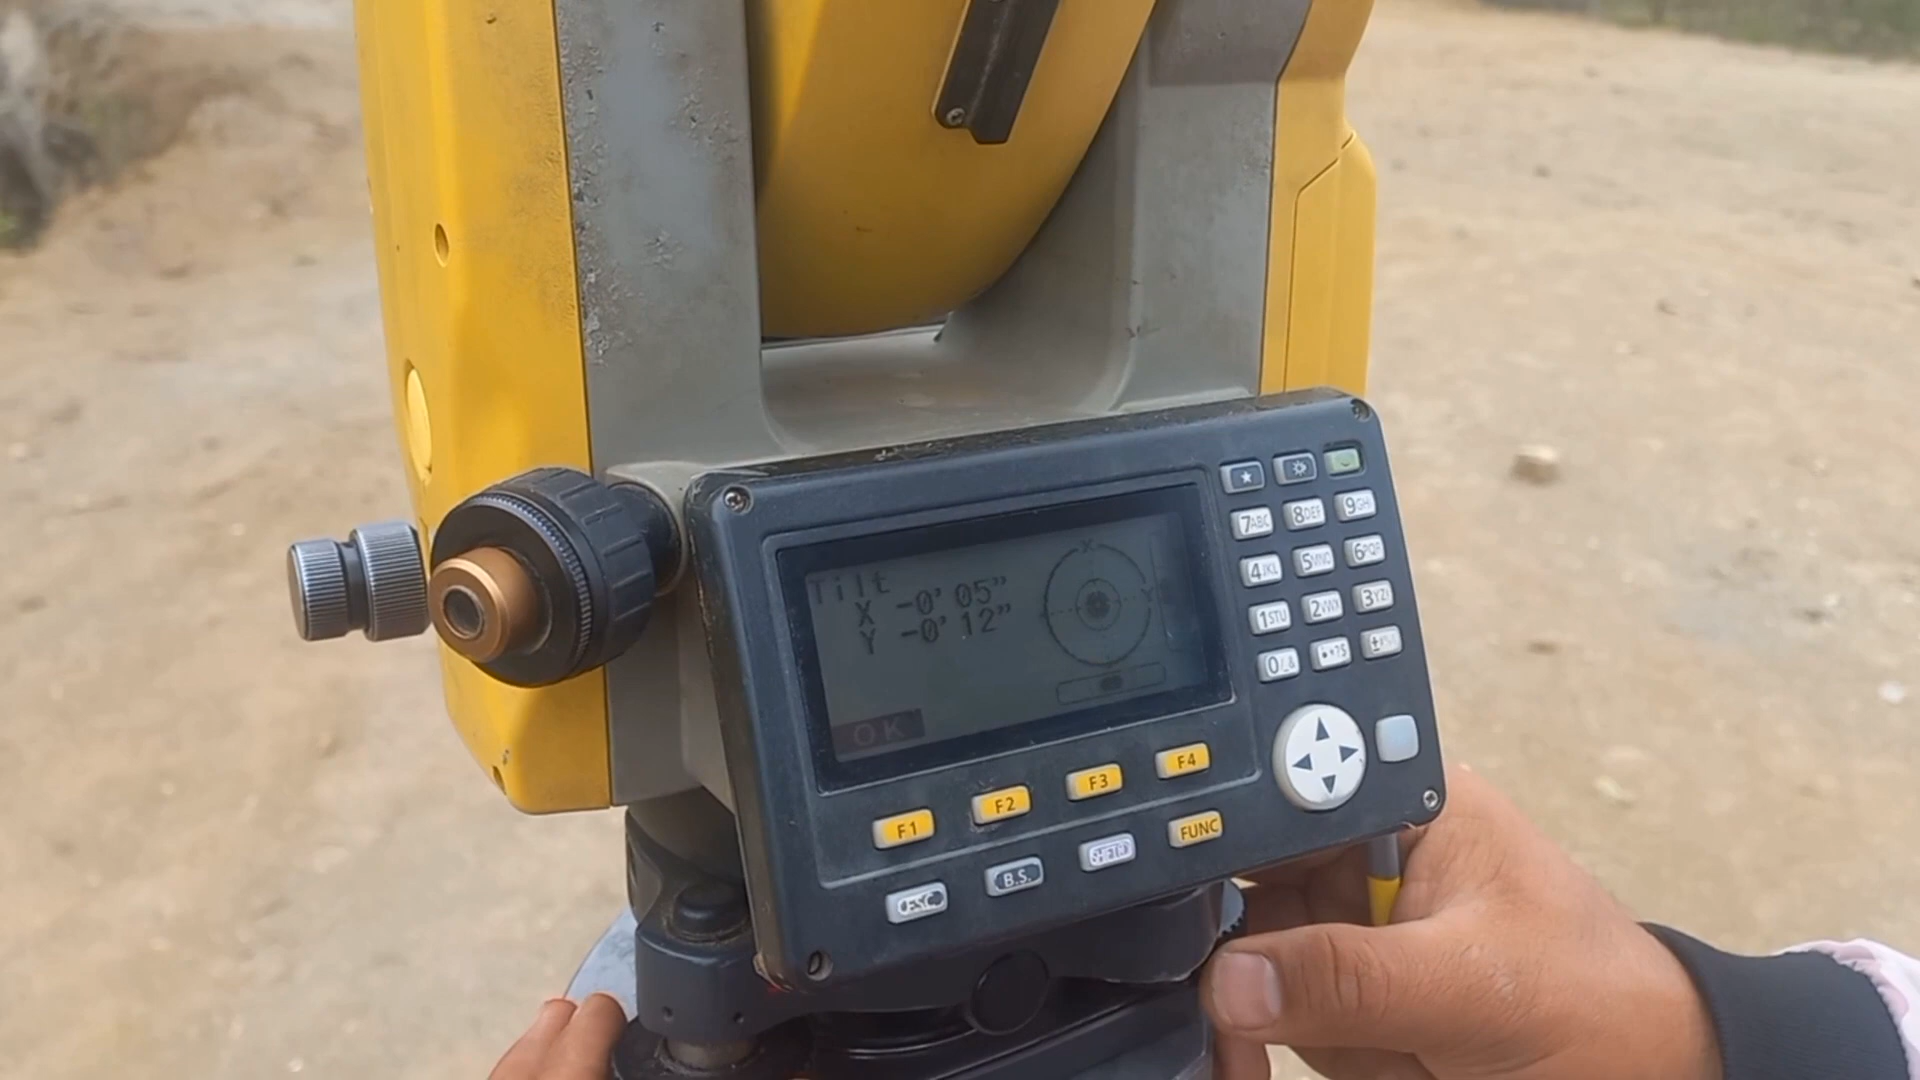 Tilt
X -0' 05"
Y -0' 12"
X
Y
OK
★
7ABC 8DEF 9GHI
4JKL 5MNO 6PQR
1STU 2VWX 3YZ/
0/_&
F1 F2 F3 F4
ESC B.S. SHIFT FUNC